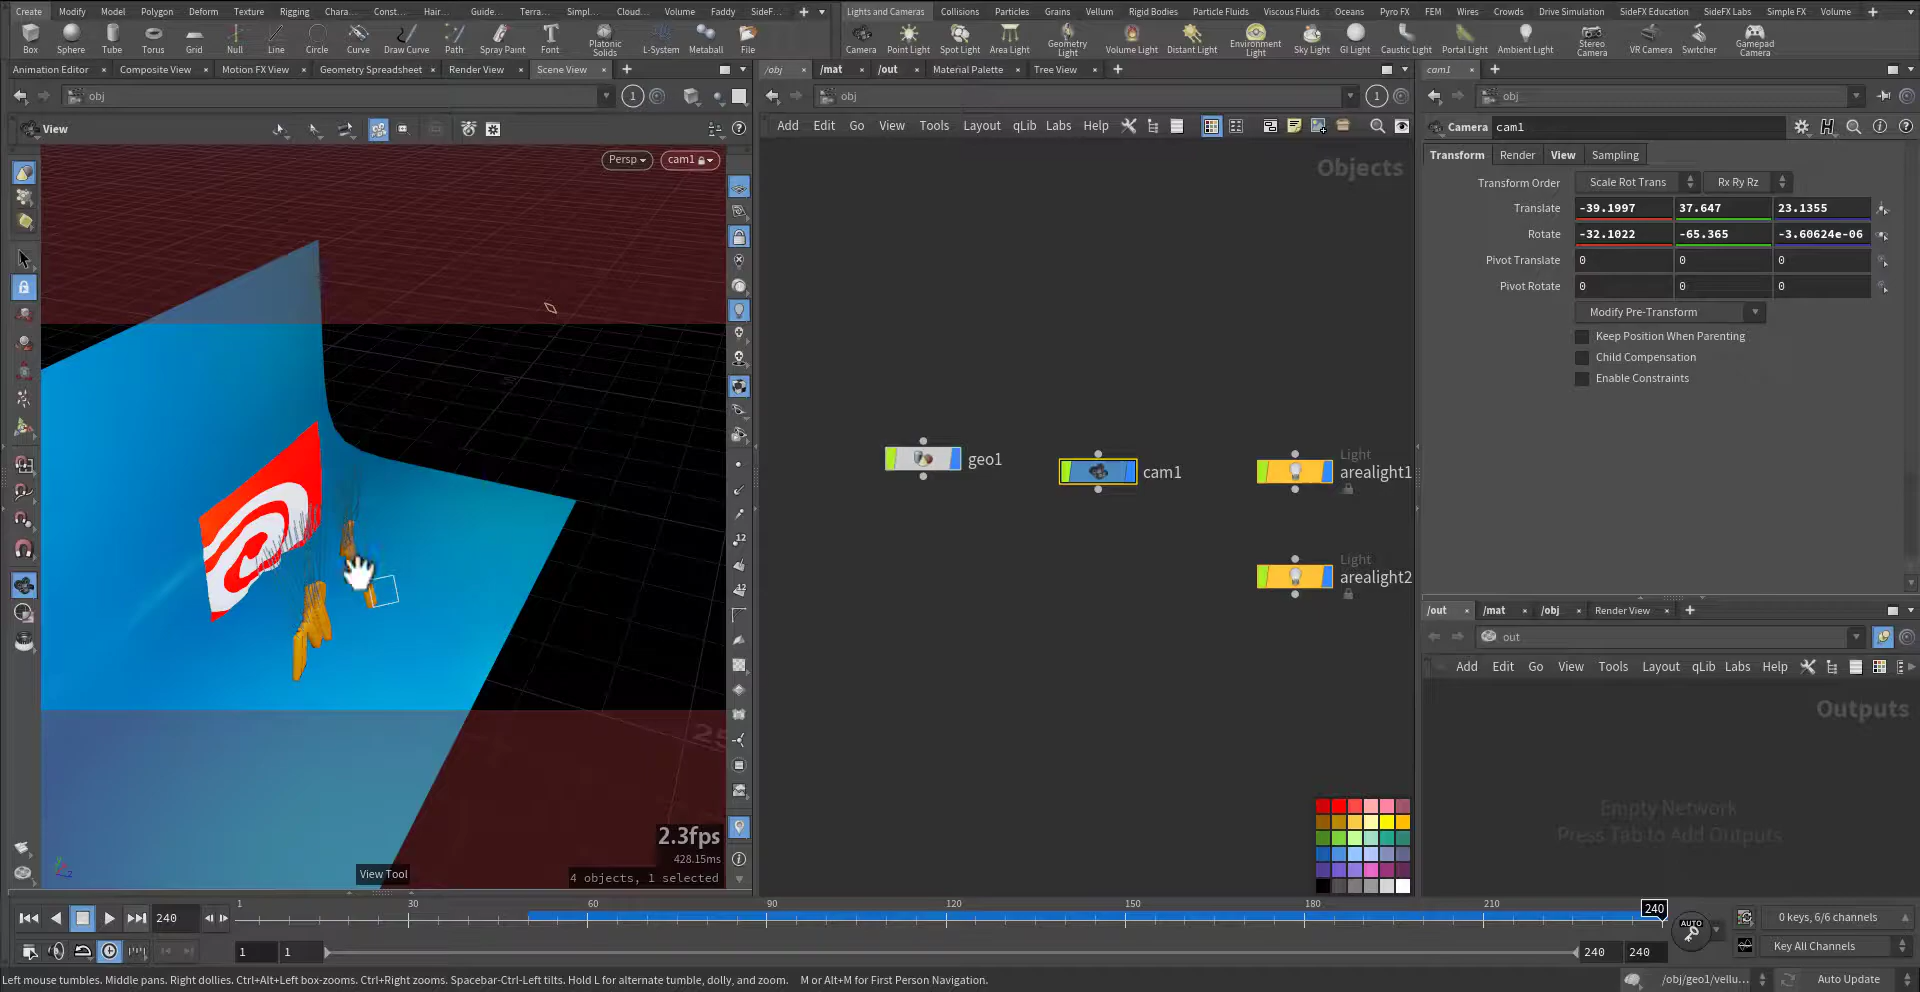 Create Modify Model Polygon Deform Texture Rigging Chara... Const... Hair... Guide... Terra... Simpl... Cloud... Volume Faddy SideF...
Lights and Cameras Collisions Particles Grains Vellum Rigid Bodies Particle Fluids Viscous Fluids Oceans Pyro FX FEM Wires Crowds Drive Simulation SideFX Education SideFX Labs Simple FX Volume
Box Sphere Tube Torus Grid Null Line Circle Curve Draw Curve Path Spray Paint Font Platonic Solids L-System Metaball File
Camera Point Light Spot Light Area Light Geometry Light Volume Light Distant Light Environment Light Sky Light GI Light Caustic Light Portal Light Ambient Light Stereo Camera VR Camera Switcher Gamepad Camera
Animation Editor Composite View Motion FX View Geometry Spreadsheet Render View Scene View
/obj /mat /out Material Palette Tree View
cam1
obj 1
obj 1
obj
View
Add Edit Go View Tools Layout qLib Labs Help
Camera cam1
Persp cam1
Objects
Transform Render View Sampling
Transform Order Scale Rot Trans Rx Ry Rz
Translate -39.1997 37.647 23.1355
Rotate -32.1022 -65.365 -3.60624e-06
Pivot Translate 0 0 0
Pivot Rotate 0 0 0
Modify Pre-Transform
Keep Position When Parenting
Child Compensation
Enable Constraints
geo1
cam1
Light
arealight1
Light
arealight2
12
12
25
2.3fps
428.15ms
4 objects, 1 selected
View Tool
/out /mat /obj Render View
out
Add Edit Go View Tools Layout qLib Labs Help
Outputs
Empty Network
Press Tab to Add Outputs
240 1 30 60 90 120 150 180 210 240
AUTO
0 keys, 6/6 channels
1 1 240 240
Key All Channels
Left mouse tumbles. Middle pans. Right dollies. Ctrl+Alt+Left box-zooms. Ctrl+Right zooms. Spacebar-Ctrl-Left tilts. Hold L for alternate tumble, dolly, and zoom. M or Alt+M for First Person Navigation.
/obj/geo1/vellu... Auto Update